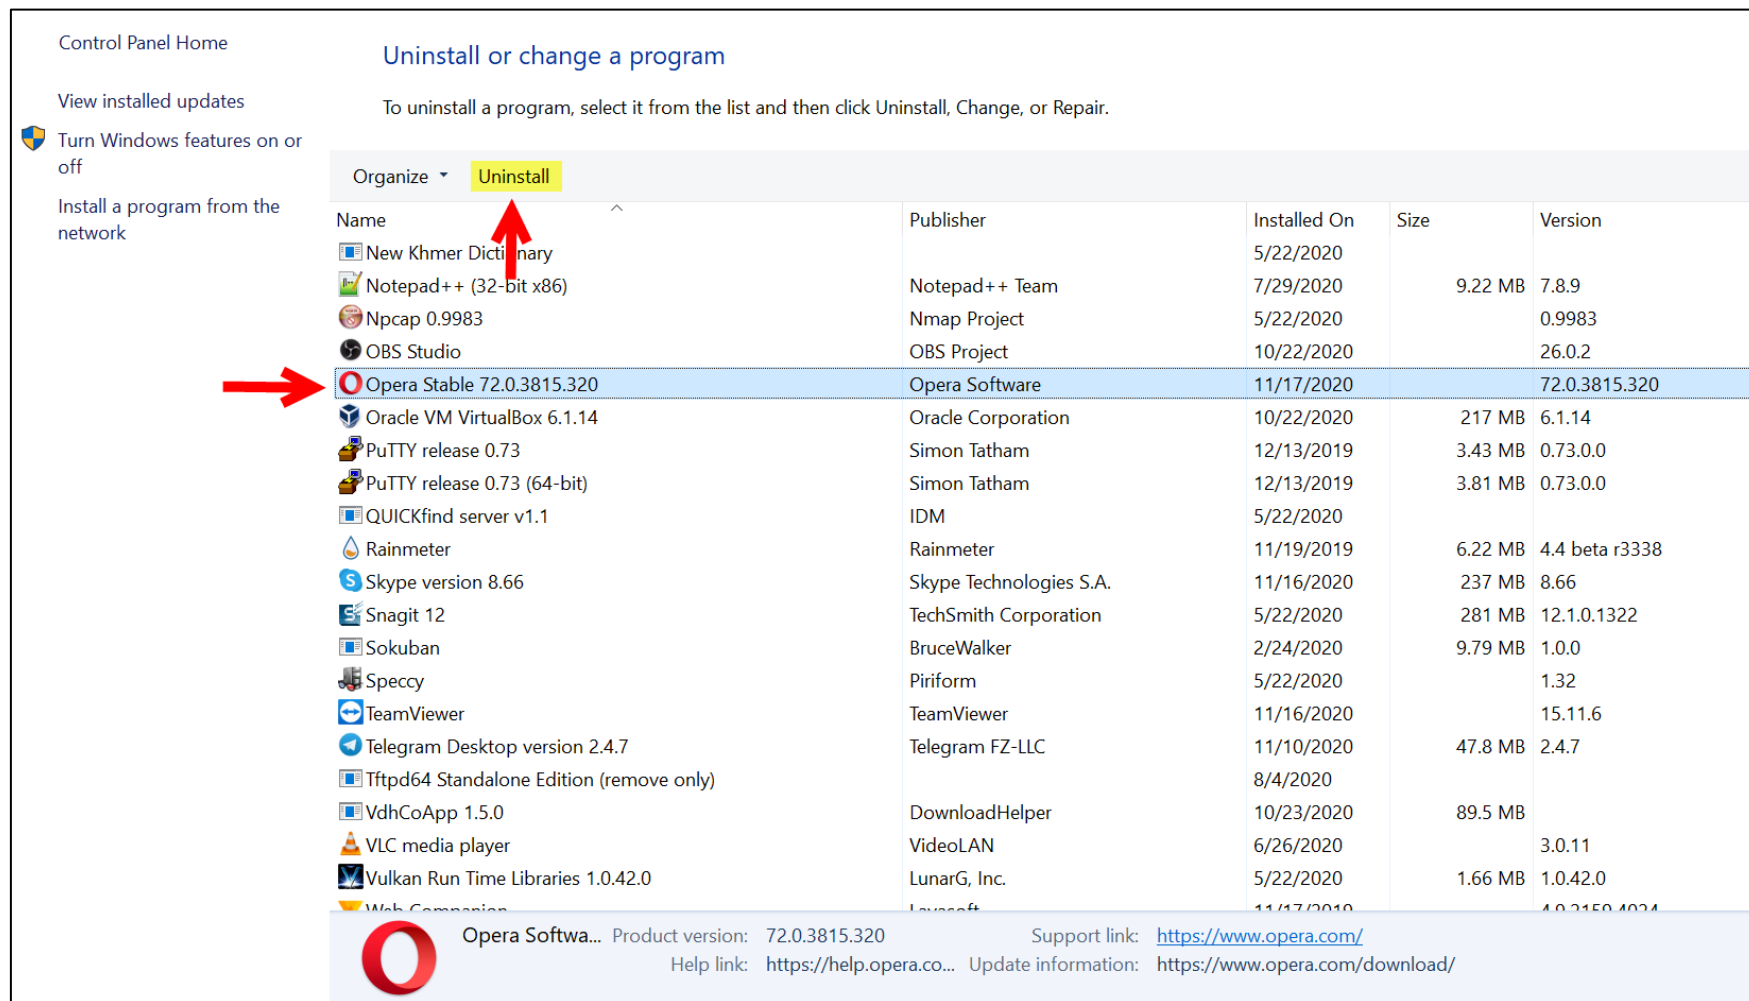 Control Panel Home
View installed updates
Turn Windows features on or
off
Install a program from the
network
Uninstall or change a program
To uninstall a program, select it from the list and then click Uninstall, Change, or Repair.
Organize Uninstall
Name Publisher Installed On Size Version
New Khmer Dictionary 5/22/2020
Notepad++ (32-bit x86) Notepad++ Team 7/29/2020 9.22 MB 7.8.9
Npcap 0.9983 Nmap Project 5/22/2020 0.9983
OBS Studio OBS Project 10/22/2020 26.0.2
Opera Stable 72.0.3815.320 Opera Software 11/17/2020 72.0.3815.320
Oracle VM VirtualBox 6.1.14 Oracle Corporation 10/22/2020 217 MB 6.1.14
PuTTY release 0.73 Simon Tatham 12/13/2019 3.43 MB 0.73.0.0
PuTTY release 0.73 (64-bit) Simon Tatham 12/13/2019 3.81 MB 0.73.0.0
QUICKfind server v1.1 IDM 5/22/2020
Rainmeter Rainmeter 11/19/2019 6.22 MB 4.4 beta r3338
Skype version 8.66 Skype Technologies S.A. 11/16/2020 237 MB 8.66
Snagit 12 TechSmith Corporation 5/22/2020 281 MB 12.1.0.1322
Sokuban BruceWalker 2/24/2020 9.79 MB 1.0.0
Speccy Piriform 5/22/2020 1.32
TeamViewer TeamViewer 11/16/2020 15.11.6
Telegram Desktop version 2.4.7 Telegram FZ-LLC 11/10/2020 47.8 MB 2.4.7
Tftpd64 Standalone Edition (remove only) 8/4/2020
VdhCoApp 1.5.0 DownloadHelper 10/23/2020 89.5 MB
VLC media player VideoLAN 6/26/2020 3.0.11
Vulkan Run Time Libraries 1.0.42.0 LunarG, Inc. 5/22/2020 1.66 MB 1.0.42.0
Web Companion Lavasoft 11/17/2019
Opera Softwa... Product version: 72.0.3815.320 Support link: https://www.opera.com/
Help link: https://help.opera.co... Update information: https://www.opera.com/download/